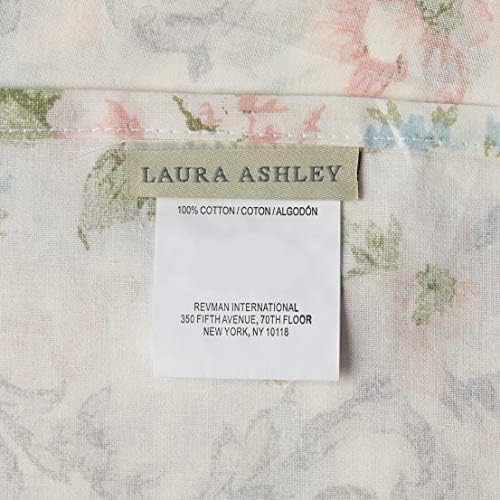 LAURA ASHLEY
100% COTTON / COTON / ALGODÓN
REVMAN INTERNATIONAL
350 FIFTH AVENUE, 70TH FLOOR
NEW YORK, NY 10118